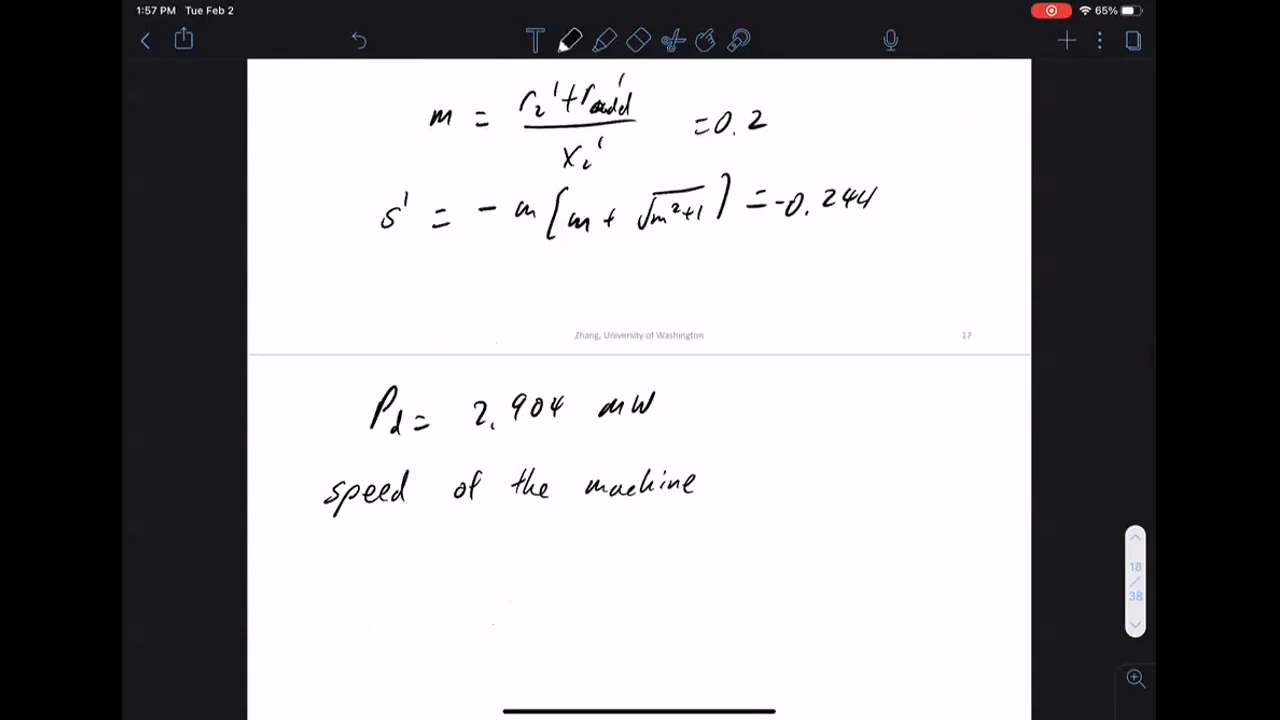 1:57 PM Tue Feb 2 65%
m = (r₂' + r'add) / x₂' = 0.2
s' = - m [m + √(m²+1)] = -0.244
Zhang, University of Washington 17
Pd = 2.904 MW
speed of the machine
18
/
38